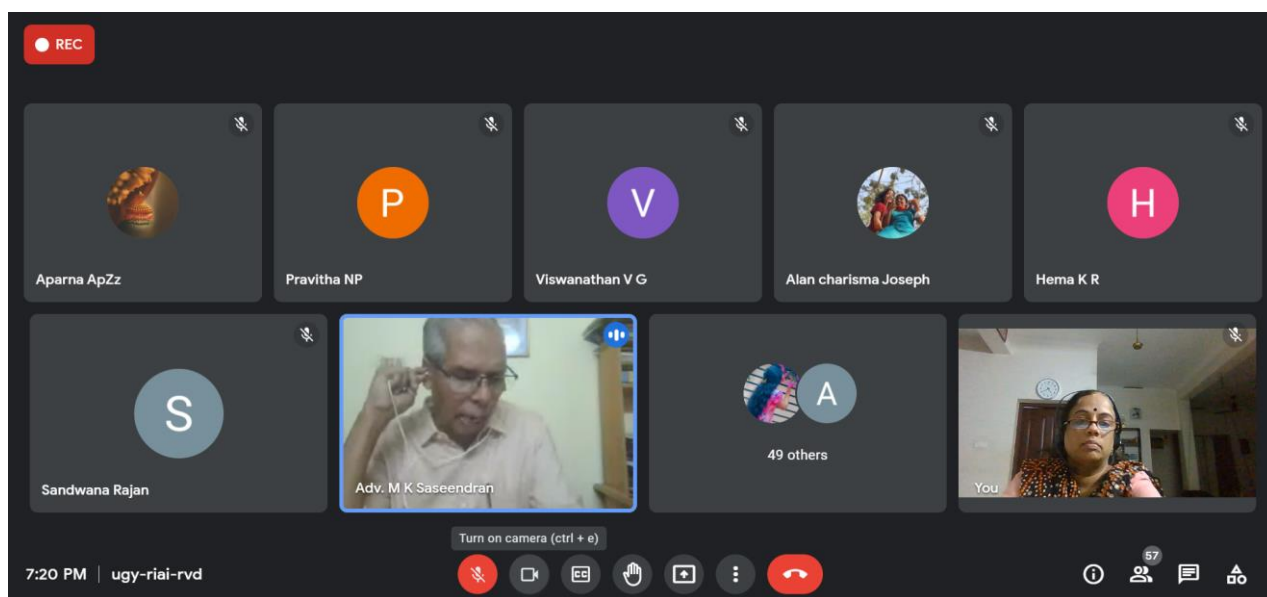 REC
P
V
H
Aparna ApZz
Pravitha NP
Viswanathan V G
Alan charisma Joseph
Hema K R
S
A
49 others
Sandwana Rajan
Adv. M K Saseendran
You
Turn on camera (ctrl + e)
7:20 PM | ugy-riai-rvd
CC
57